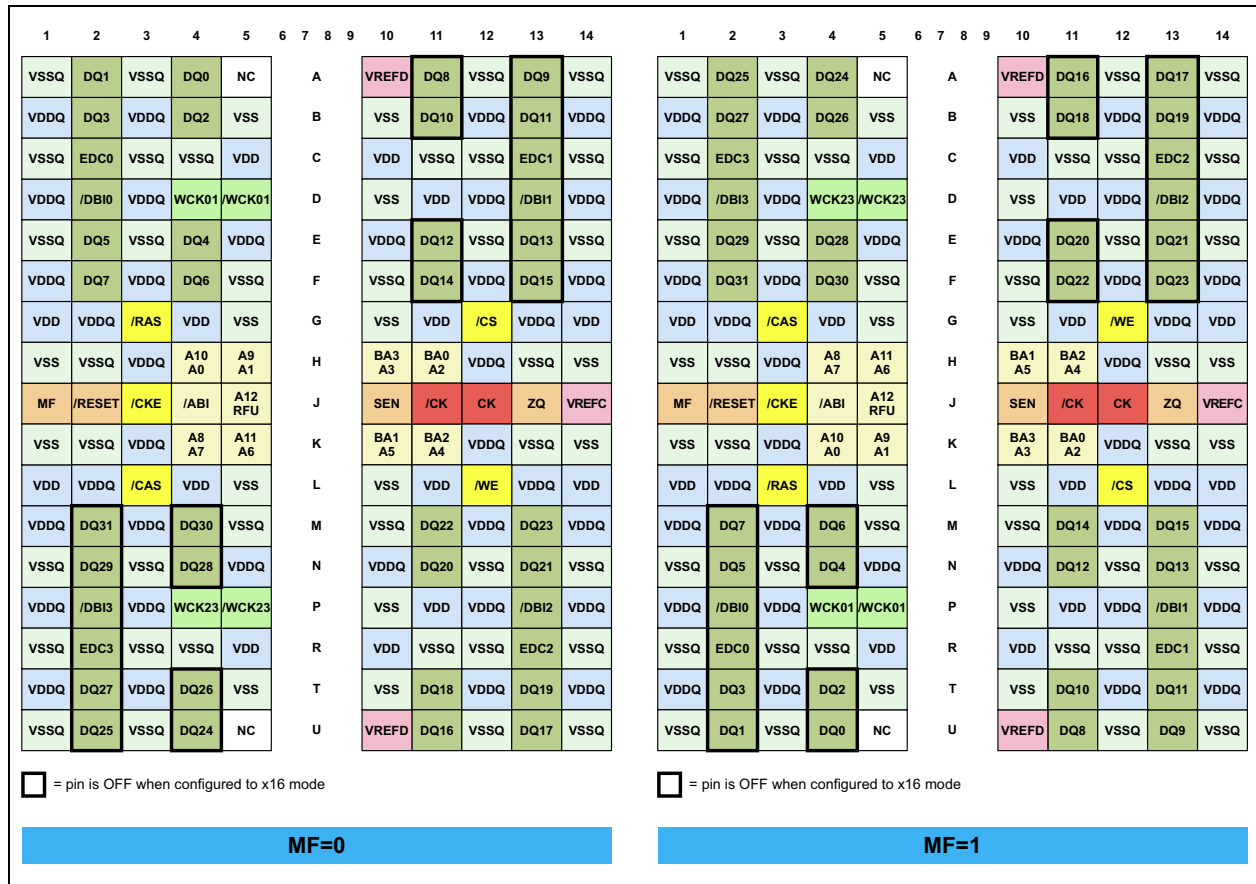 1 2 3 4 5 6 7 8 9 10 11 12 13 14 1 2 3 4 5 6 7 8 9 10 11 12 13 14
VSSQ DQ1 VSSQ DQ0 NC A VREFD DQ8 VSSQ DQ9 VSSQ VSSQ DQ25 VSSQ DQ24 NC A VREFD DQ16 VSSQ DQ17 VSSQ
VDDQ DQ3 VDDQ DQ2 VSS B VSS DQ10 VDDQ DQ11 VDDQ VDDQ DQ27 VDDQ DQ26 VSS B VSS DQ18 VDDQ DQ19 VDDQ
VSSQ EDC0 VSSQ VSSQ VDD C VDD VSSQ VSSQ EDC1 VSSQ VSSQ EDC3 VSSQ VSSQ VDD C VDD VSSQ VSSQ EDC2 VSSQ
VDDQ /DBI0 VDDQ WCK01 /WCK01 D VSS VDD VDDQ /DBI1 VDDQ VDDQ /DBI3 VDDQ WCK23 /WCK23 D VSS VDD VDDQ /DBI2 VDDQ
VSSQ DQ5 VSSQ DQ4 VDDQ E VDDQ DQ12 VSSQ DQ13 VSSQ VSSQ DQ29 VSSQ DQ28 VDDQ E VDDQ DQ20 VSSQ DQ21 VSSQ
VDDQ DQ7 VDDQ DQ6 VSSQ F VSSQ DQ14 VDDQ DQ15 VDDQ VDDQ DQ31 VDDQ DQ30 VSSQ F VSSQ DQ22 VDDQ DQ23 VDDQ
VDD VDDQ /RAS VDD VSS G VSS VDD /CS VDDQ VDD VDD VDDQ /CAS VDD VSS G VSS VDD /WE VDDQ VDD
VSS VSSQ VDDQ A10 A0 A9 A1 H BA3 A3 BA0 A2 VDDQ VSSQ VSS VSS VSSQ VDDQ A8 A7 A11 A6 H BA1 A5 BA2 A4 VDDQ VSSQ VSS
MF /RESET /CKE /ABI A12 RFU J SEN /CK CK ZQ VREFC MF /RESET /CKE /ABI A12 RFU J SEN /CK CK ZQ VREFC
VSS VSSQ VDDQ A8 A7 A11 A6 K BA1 A5 BA2 A4 VDDQ VSSQ VSS VSS VSSQ VDDQ A10 A0 A9 A1 K BA3 A3 BA0 A2 VDDQ VSSQ VSS
VDD VDDQ /CAS VDD VSS L VSS VDD /WE VDDQ VDD VDD VDDQ /RAS VDD VSS L VSS VDD /CS VDDQ VDD
VDDQ DQ31 VDDQ DQ30 VSSQ M VSSQ DQ22 VDDQ DQ23 VDDQ VDDQ DQ7 VDDQ DQ6 VSSQ M VSSQ DQ14 VDDQ DQ15 VDDQ
VSSQ DQ29 VSSQ DQ28 VDDQ N VDDQ DQ20 VSSQ DQ21 VSSQ VSSQ DQ5 VSSQ DQ4 VDDQ N VDDQ DQ12 VSSQ DQ13 VSSQ
VDDQ /DBI3 VDDQ WCK23 /WCK23 P VSS VDD VDDQ /DBI2 VDDQ VDDQ /DBI0 VDDQ WCK01 /WCK01 P VSS VDD VDDQ /DBI1 VDDQ
VSSQ EDC3 VSSQ VSSQ VDD R VDD VSSQ VSSQ EDC2 VSSQ VSSQ EDC0 VSSQ VSSQ VDD R VDD VSSQ VSSQ EDC1 VSSQ
VDDQ DQ27 VDDQ DQ26 VSS T VSS DQ18 VDDQ DQ19 VDDQ VDDQ DQ3 VDDQ DQ2 VSS T VSS DQ10 VDDQ DQ11 VDDQ
VSSQ DQ25 VSSQ DQ24 NC U VREFD DQ16 VSSQ DQ17 VSSQ VSSQ DQ1 VSSQ DQ0 NC U VREFD DQ8 VSSQ DQ9 VSSQ
= pin is OFF when configured to x16 mode = pin is OFF when configured to x16 mode
MF=0 MF=1